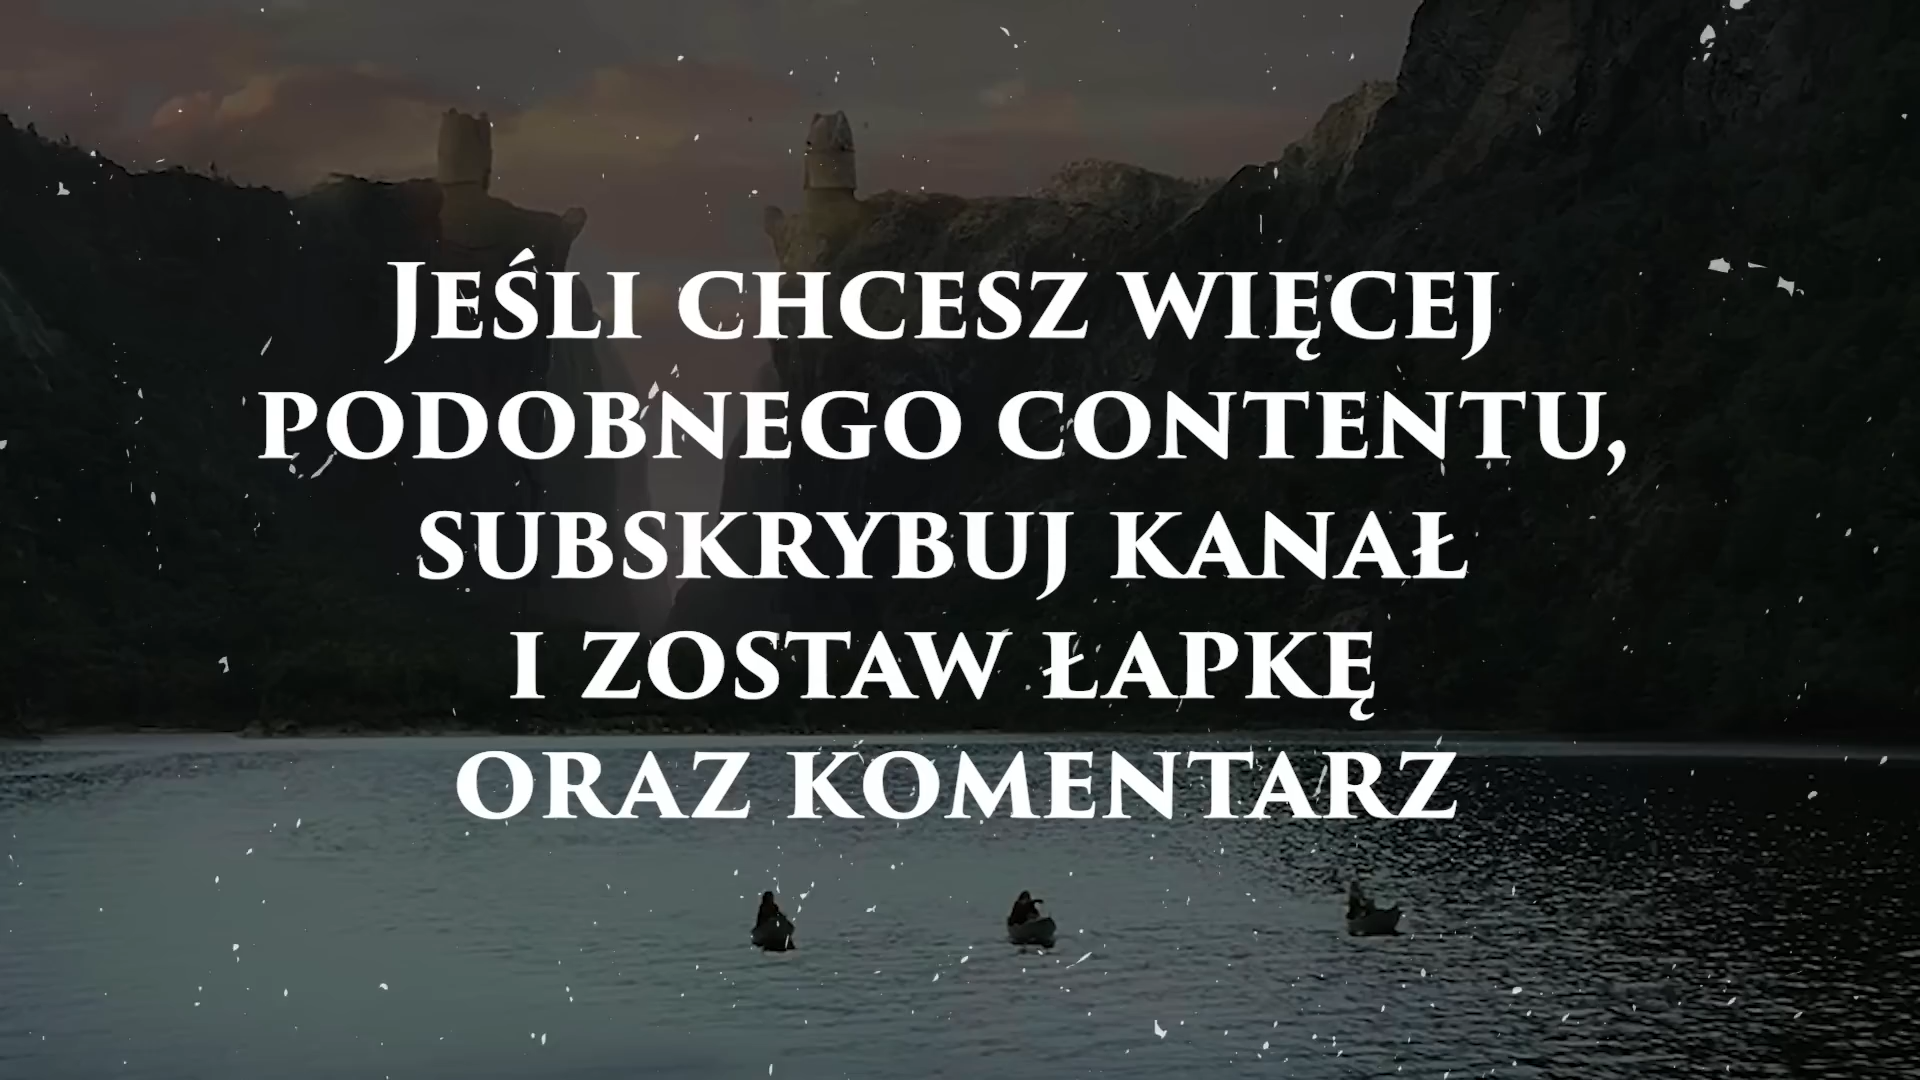 Jeśli chcesz więcej
podobnego contentu,
subskrybuj kanał
i zostaw łapkę
oraz komentarz